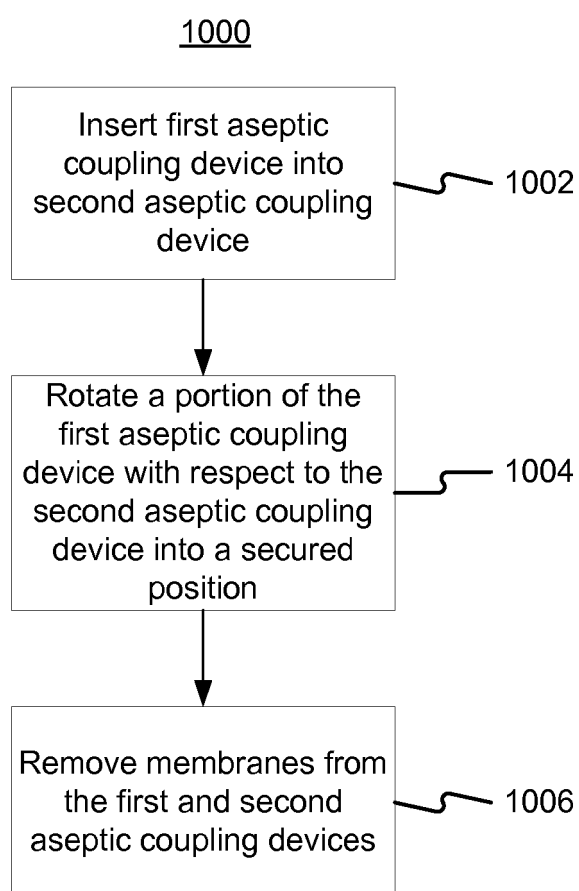 1000
Insert first aseptic
coupling device into
second aseptic coupling
device
1002
Rotate a portion of the
first aseptic coupling
device with respect to the
second aseptic coupling
device into a secured
position
1004
Remove membranes from
the first and second
aseptic coupling devices
1006